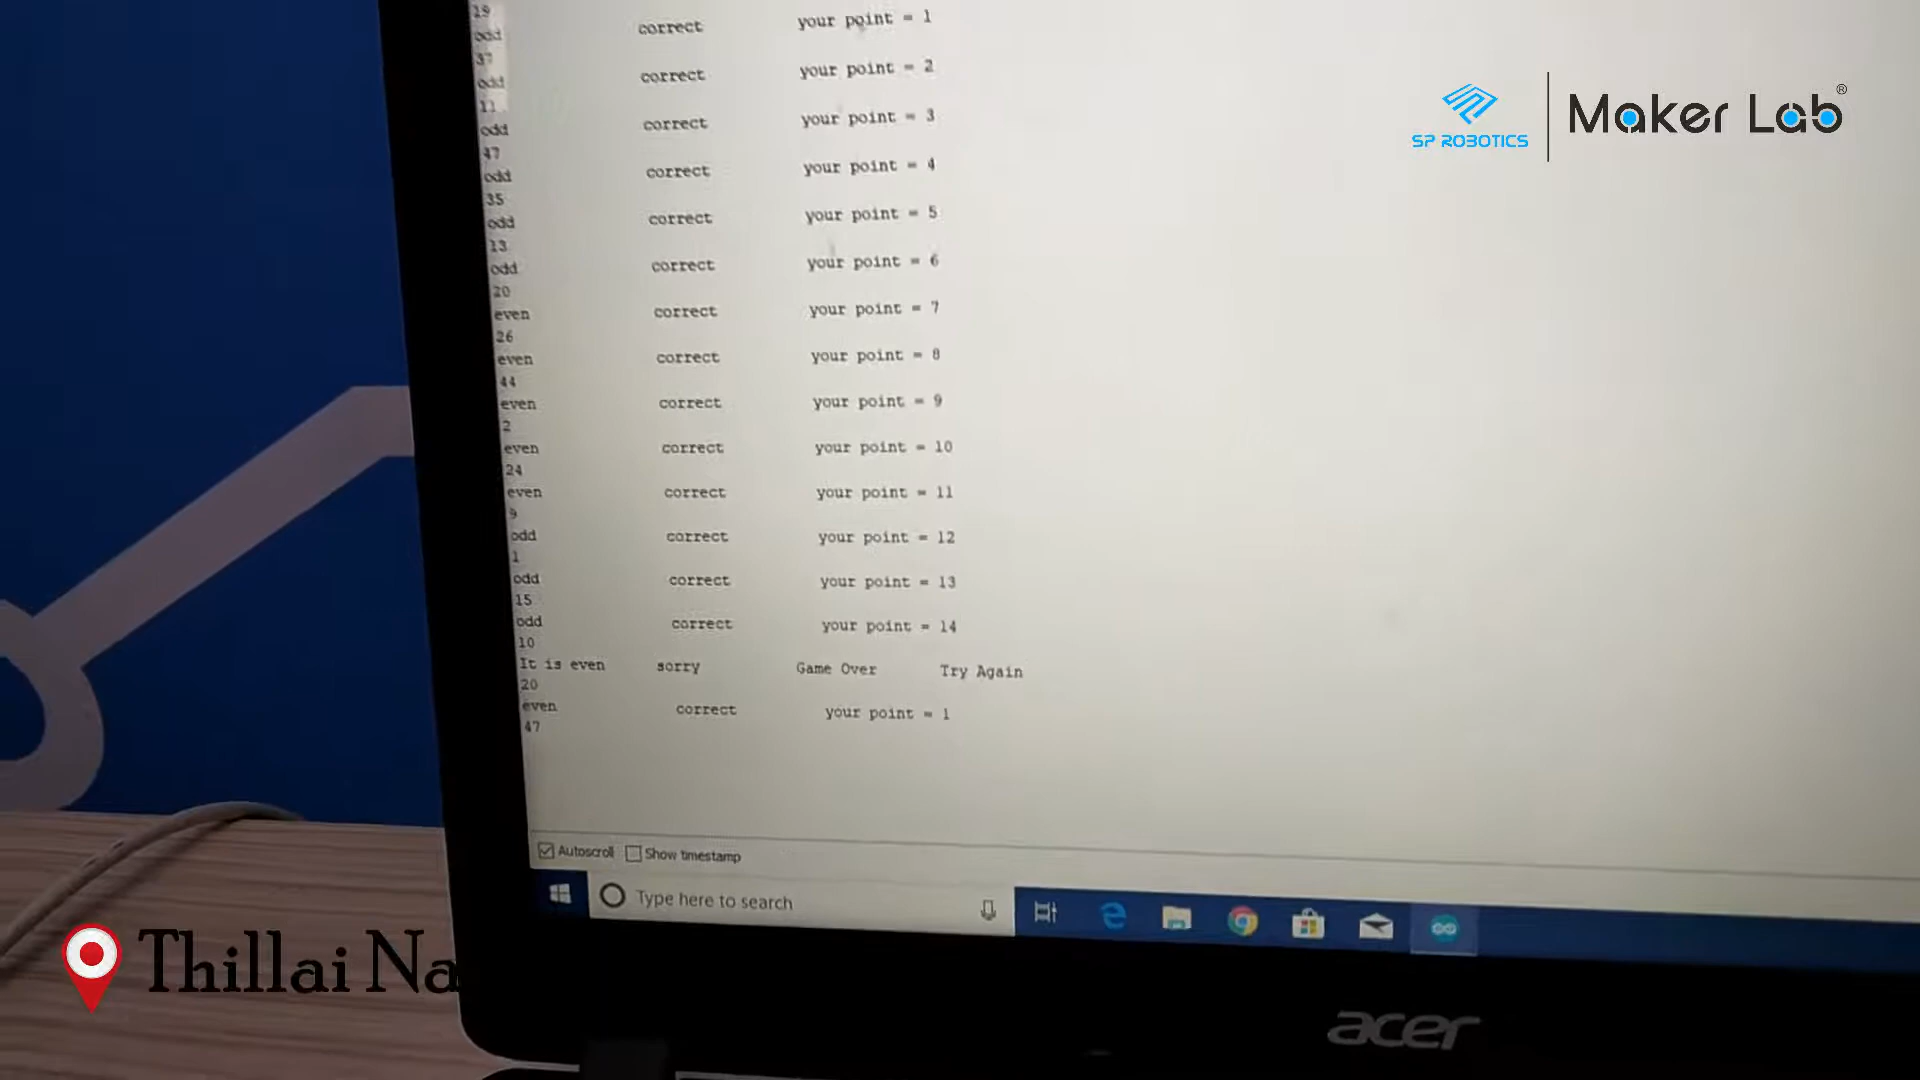 19
odd correct your point = 1
37
odd correct your point = 2
11
odd correct your point = 3
47
odd correct your point = 4
35
odd correct your point = 5
13
odd correct your point = 6
20
even correct your point = 7
26
even correct your point = 8
44
even correct your point = 9
2
even correct your point = 10
24
even correct your point = 11
9
odd correct your point = 12
1
odd correct your point = 13
15
odd correct your point = 14
10
It is even sorry Game Over Try Again
20
even correct your point = 1
47
Autoscroll Show timestamp
Type here to search
acer
SP ROBOTICS
Maker Lab®
Thillai Na